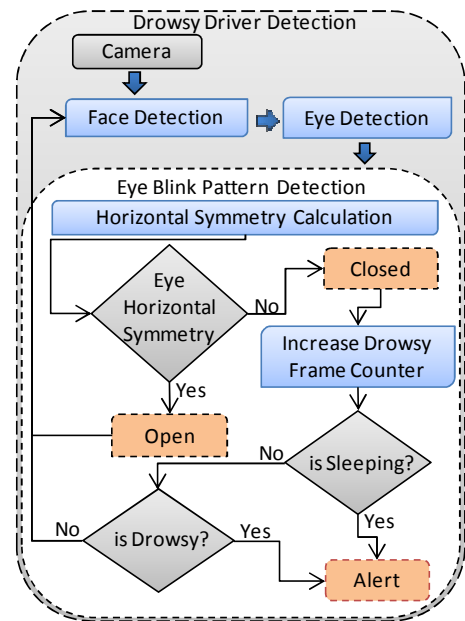 Drowsy Driver Detection
Camera
Face Detection
Eye Detection
Eye Blink Pattern Detection
Horizontal Symmetry Calculation
Eye
Horizontal
Symmetry
No
Closed
Increase Drowsy
Frame Counter
Yes
Open
No
is Sleeping?
No
is Drowsy?
Yes
Yes
Alert